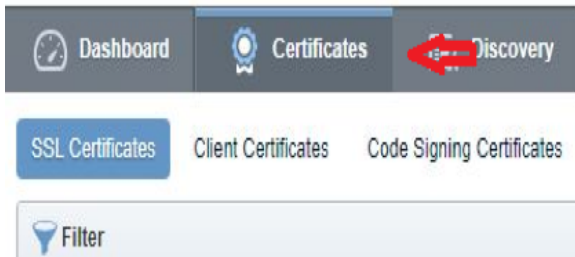 Dashboard Certificates Discovery
SSL Certificates Client Certificates Code Signing Certificates
Filter